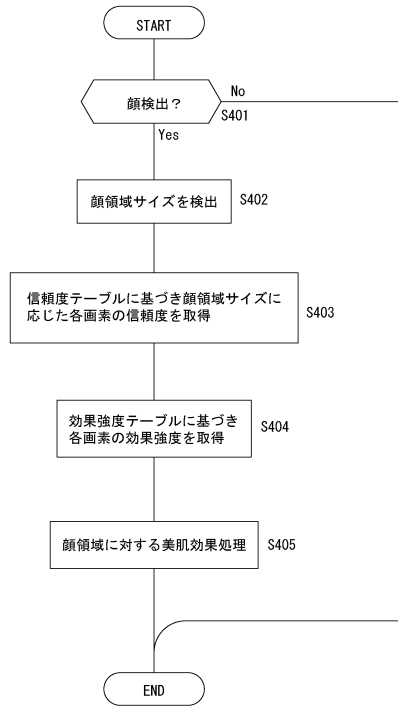 START
顔検出？
No
S401
Yes
顔領域サイズを検出
S402
信頼度テーブルに基づき顔領域サイズに
応じた各画素の信頼度を取得
S403
効果強度テーブルに基づき
各画素の効果強度を取得
S404
顔領域に対する美肌効果処理
S405
END